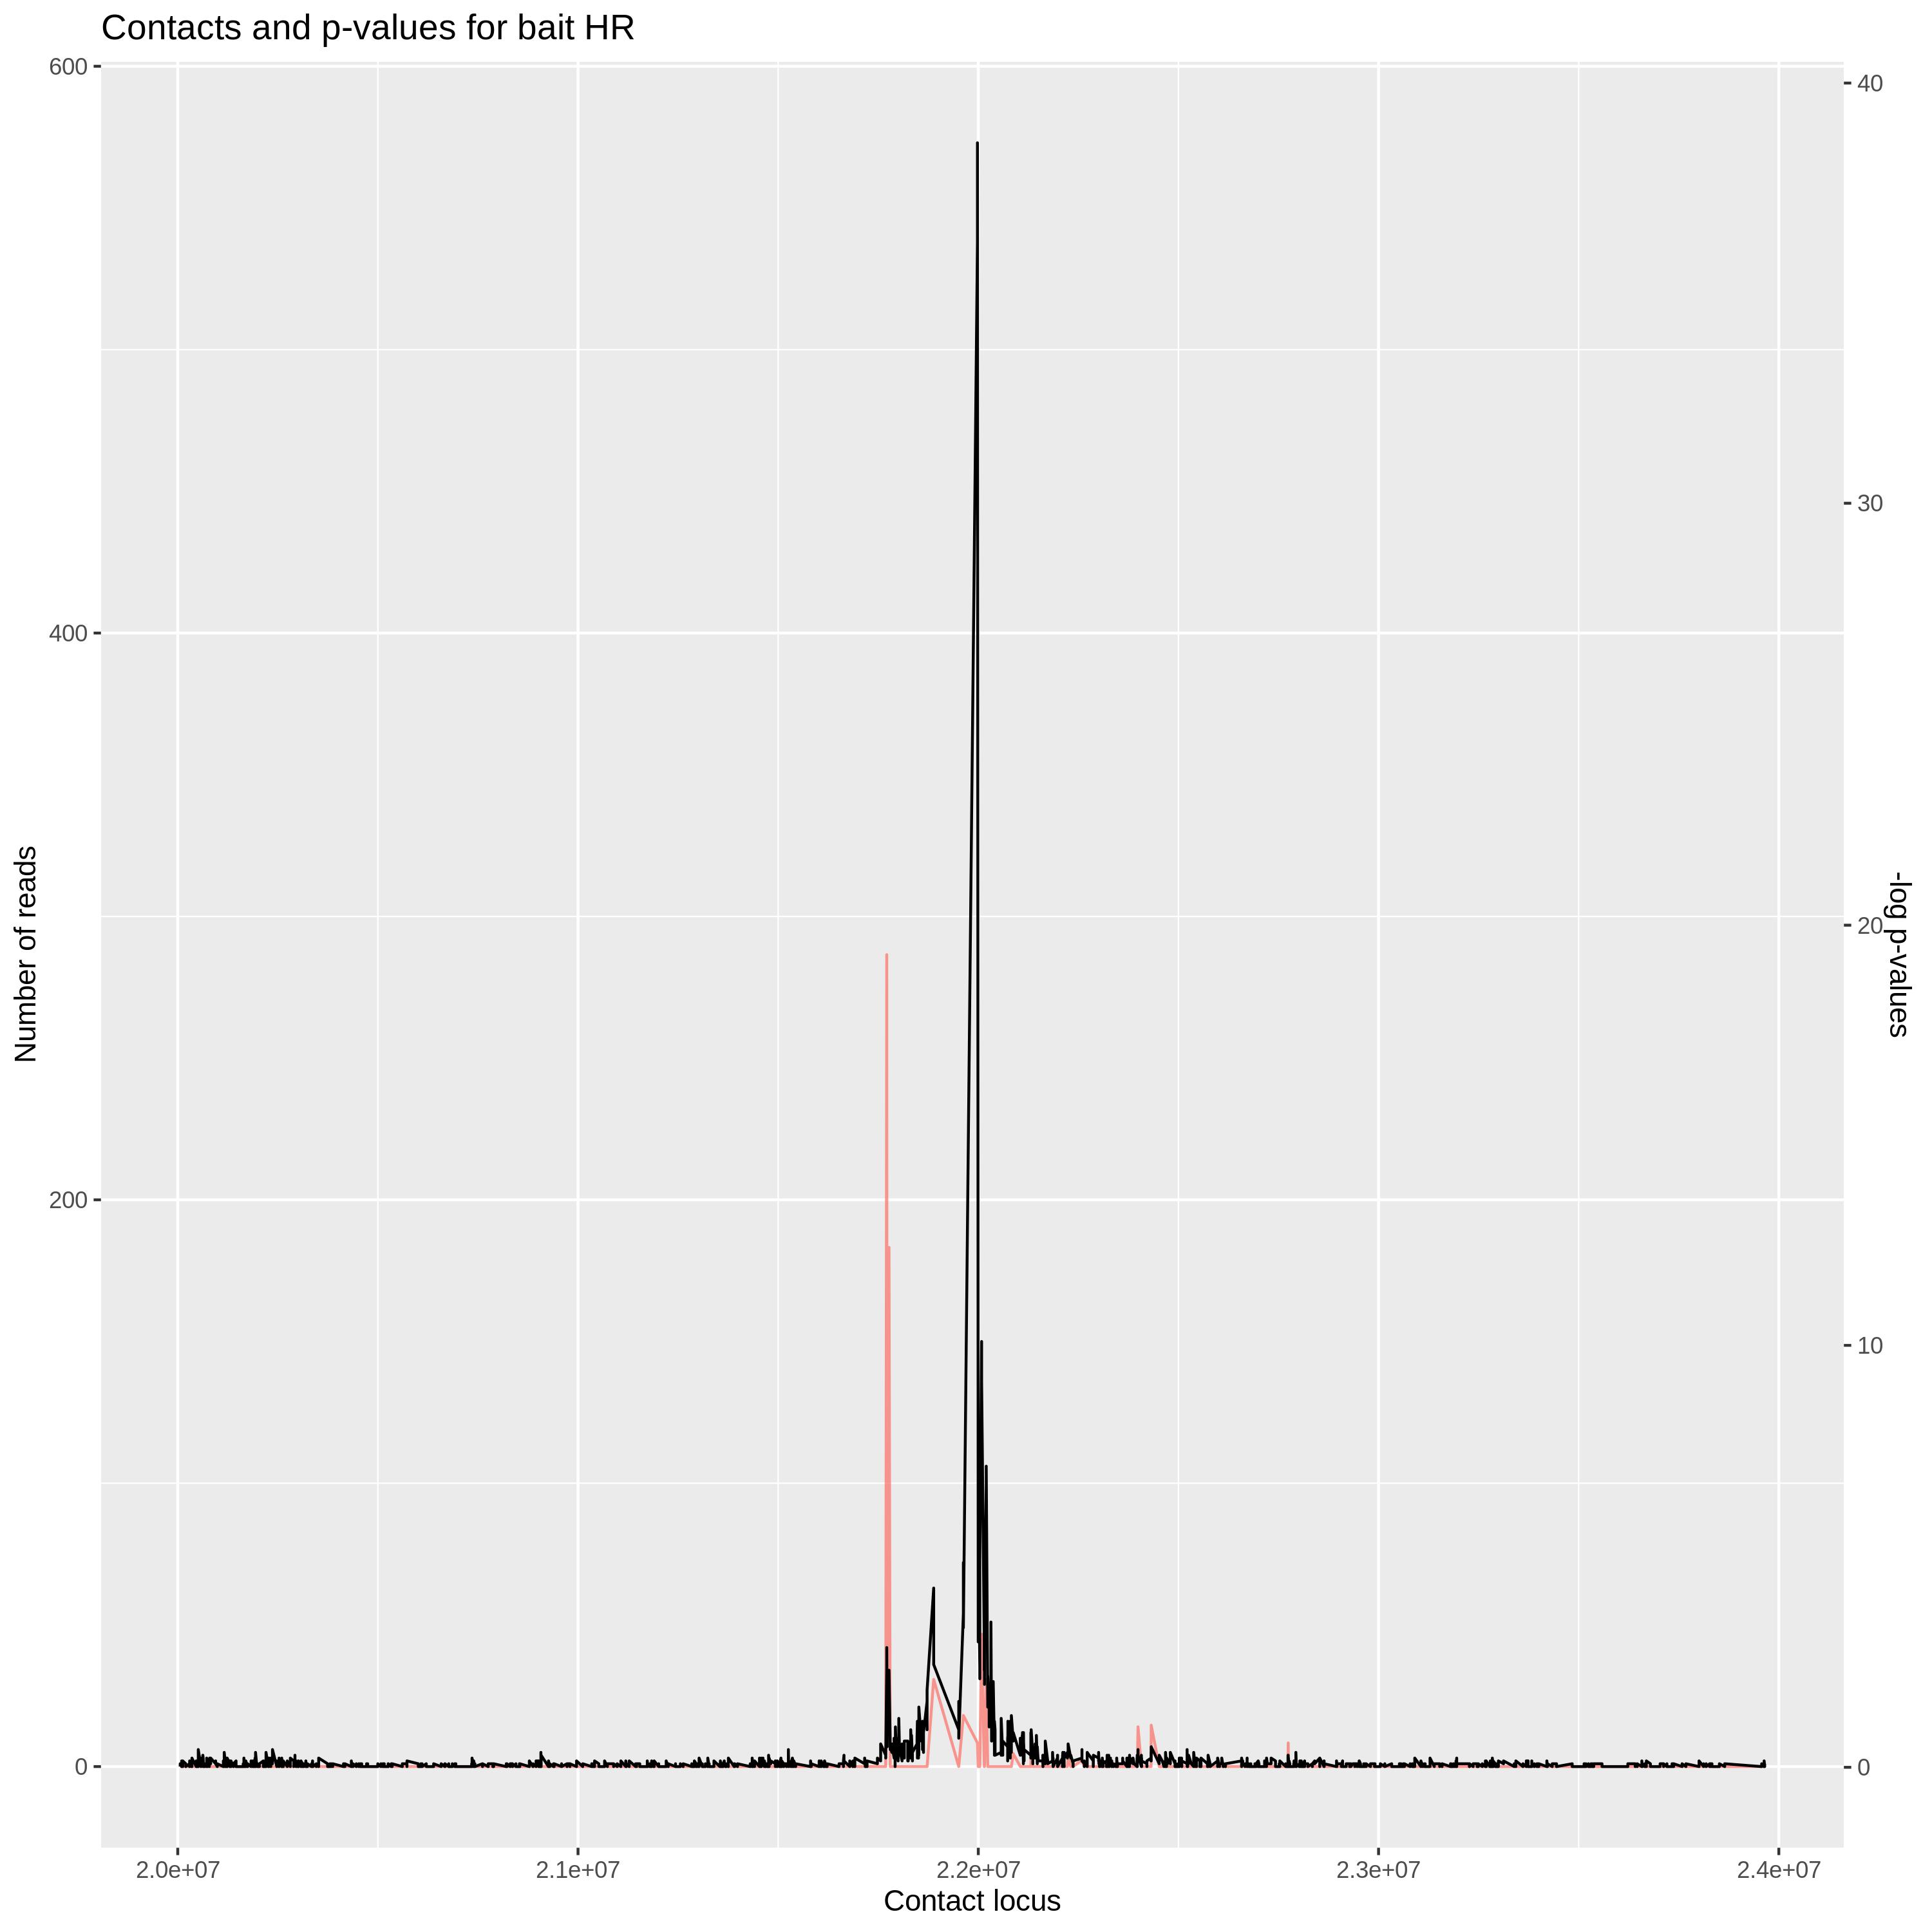 Contacts and p-values for bait HR
600
400
200
0
Number of reads
40
30
20
10
0
-log p-values
2.0e+07
2.1e+07
2.2e+07
2.3e+07
2.4e+07
Contact locus